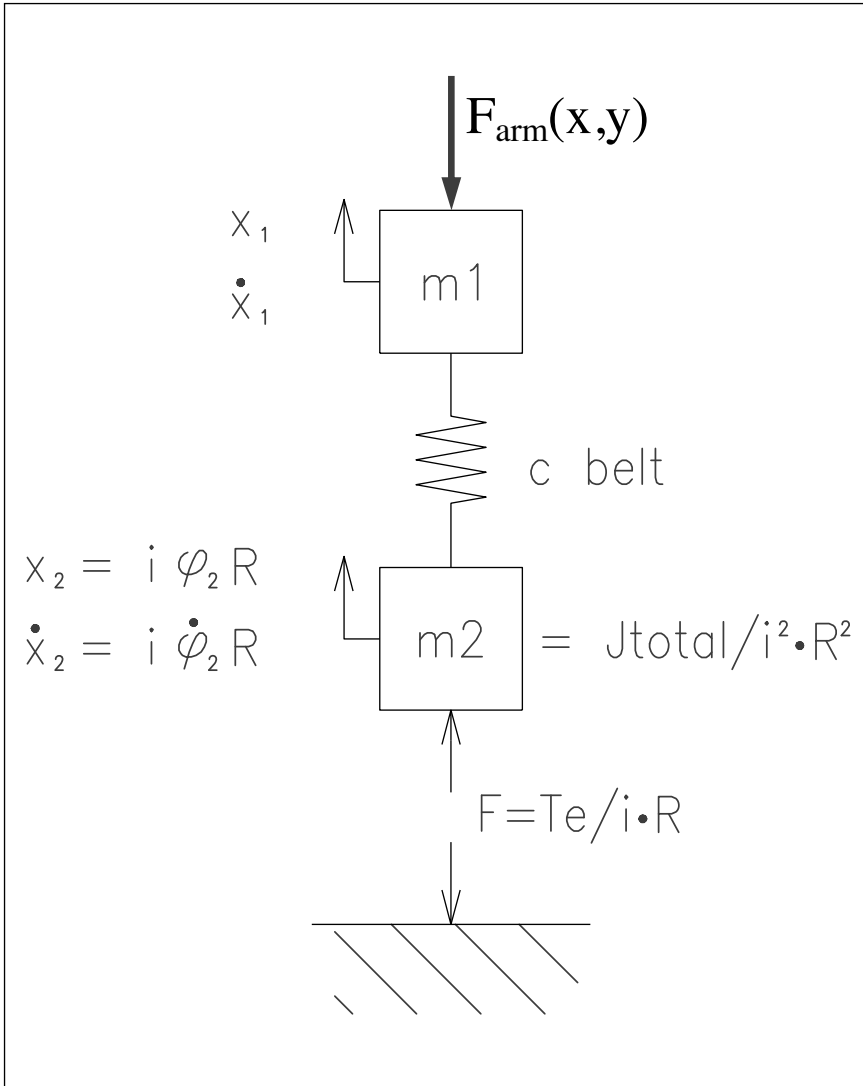 Farm(x,y)
x₁
ẋ₁
m1
c belt
x₂ = i φ₂ R
ẋ₂ = i φ̇₂ R
m2 = Jtotal/i²•R²
F=Te/i•R